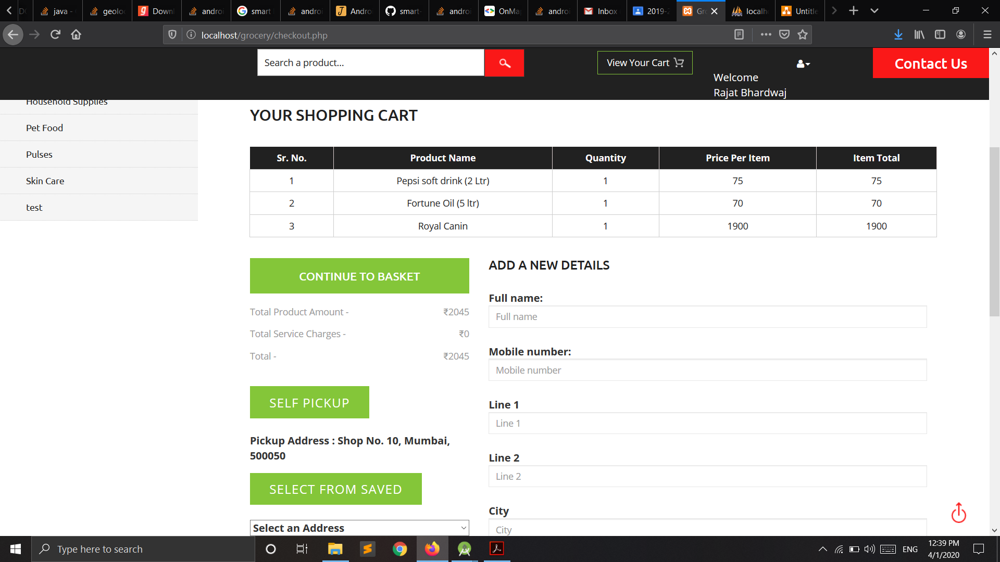 java -
geoloc
Downl
androi
smart
androi
Andro
smart-
androi
OnMa
androi
Inbox
2019-2
Gro
localh
Untitle
localhost/grocery/checkout.php
Search a product...
View Your Cart
Contact Us
Welcome
Rajat Bhardwaj
Household Supplies
Pet Food
Pulses
Skin Care
test
YOUR SHOPPING CART
Sr. No. Product Name Quantity Price Per Item Item Total
1 Pepsi soft drink (2 Ltr) 1 75 75
2 Fortune Oil (5 ltr) 1 70 70
3 Royal Canin 1 1900 1900
CONTINUE TO BASKET
Total Product Amount - ₹2045
Total Service Charges - ₹0
Total - ₹2045
SELF PICKUP
Pickup Address : Shop No. 10, Mumbai,
500050
SELECT FROM SAVED
Select an Address
ADD A NEW DETAILS
Full name:
Full name
Mobile number:
Mobile number
Line 1
Line 1
Line 2
Line 2
City
City
Type here to search
ENG
12:39 PM
4/1/2020